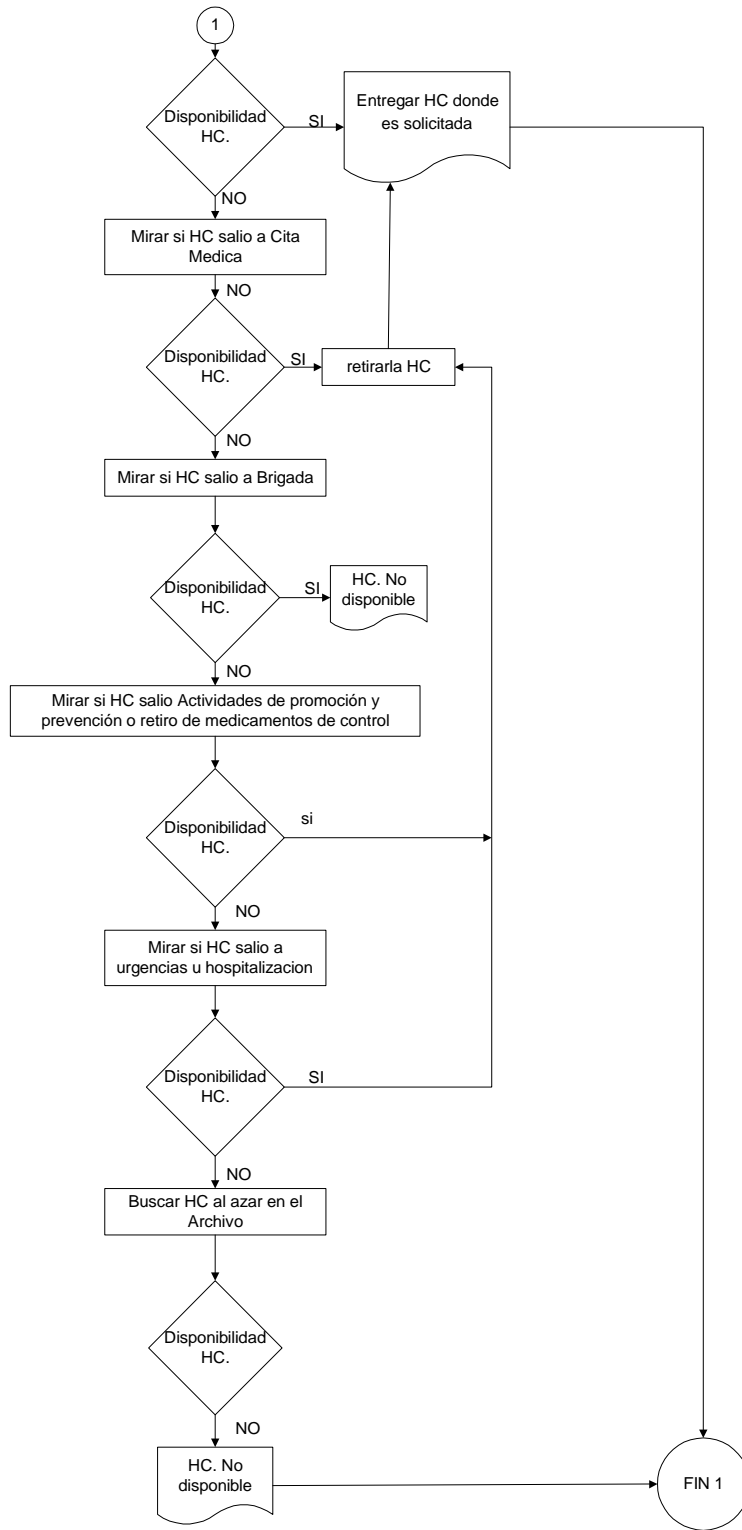 1
Disponibilidad
HC.
SI
Entregar HC donde
es solicitada
NO
Mirar si HC salio a Cita
Medica
NO
Disponibilidad
HC.
SI
retirarla HC
NO
Mirar si HC salio a Brigada
Disponibilidad
HC.
SI
HC. No
disponible
NO
Mirar si HC salio Actividades de promoción y
prevención o retiro de medicamentos de control
Disponibilidad
HC.
si
NO
Mirar si HC salio a
urgencias u hospitalizacion
Disponibilidad
HC.
SI
NO
Buscar HC al azar en el
Archivo
Disponibilidad
HC.
NO
HC. No
disponible
FIN 1